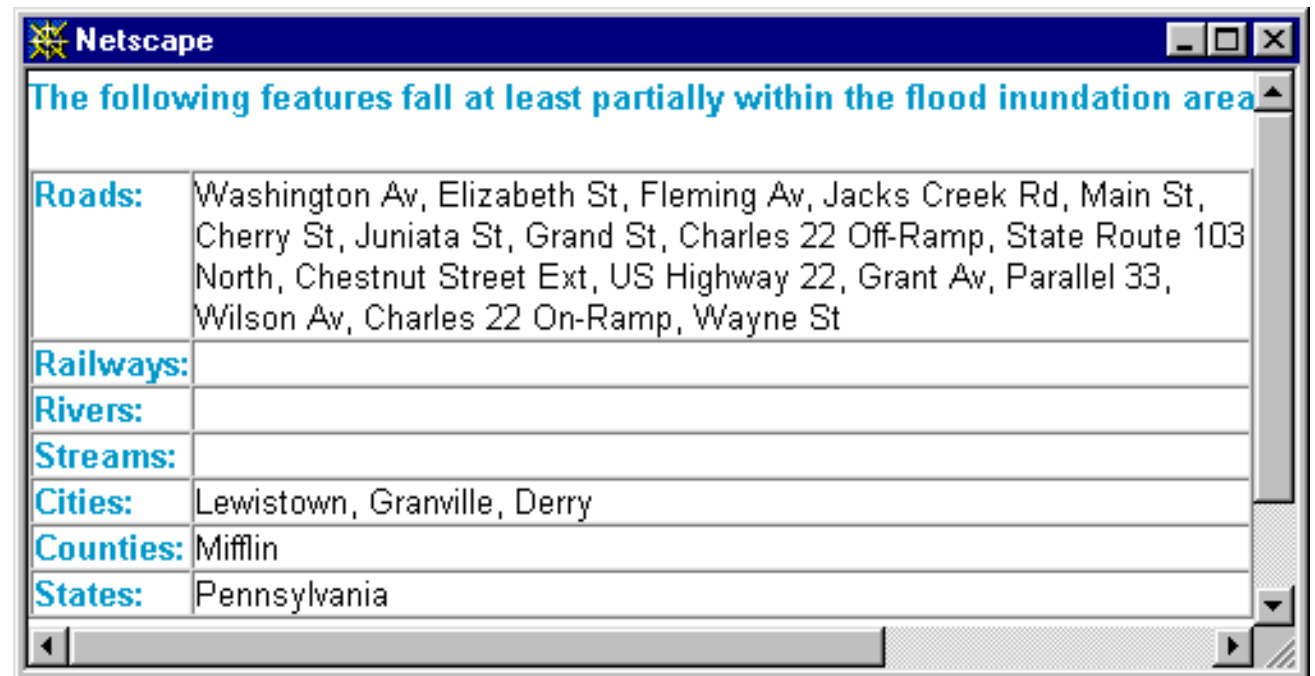 Netscape
The following features fall at least partially within the flood inundation area
Roads: Washington Av, Elizabeth St, Fleming Av, Jacks Creek Rd, Main St,
Cherry St, Juniata St, Grand St, Charles 22 Off-Ramp, State Route 103
North, Chestnut Street Ext, US Highway 22, Grant Av, Parallel 33,
Wilson Av, Charles 22 On-Ramp, Wayne St
Railways:
Rivers:
Streams:
Cities: Lewistown, Granville, Derry
Counties: Mifflin
States: Pennsylvania